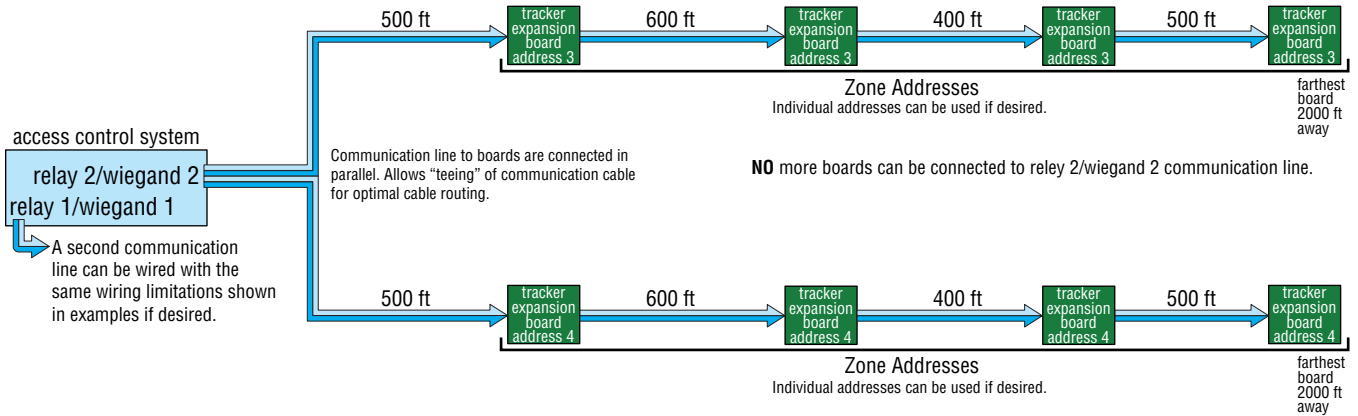 500 ft
tracker
expansion
board
address 3
600 ft
tracker
expansion
board
address 3
400 ft
tracker
expansion
board
address 3
500 ft
tracker
expansion
board
address 3
Zone Addresses
Individual addresses can be used if desired.
farthest
board
2000 ft
away
access control system
relay 2/wiegand 2
relay 1/wiegand 1
Communication line to boards are connected in
parallel. Allows “teeing” of communication cable
for optimal cable routing.
NO more boards can be connected to reley 2/wiegand 2 communication line.
A second communication
line can be wired with the
same wiring limitations shown
in examples if desired.
500 ft
tracker
expansion
board
address 4
600 ft
tracker
expansion
board
address 4
400 ft
tracker
expansion
board
address 4
500 ft
tracker
expansion
board
address 4
Zone Addresses
Individual addresses can be used if desired.
farthest
board
2000 ft
away